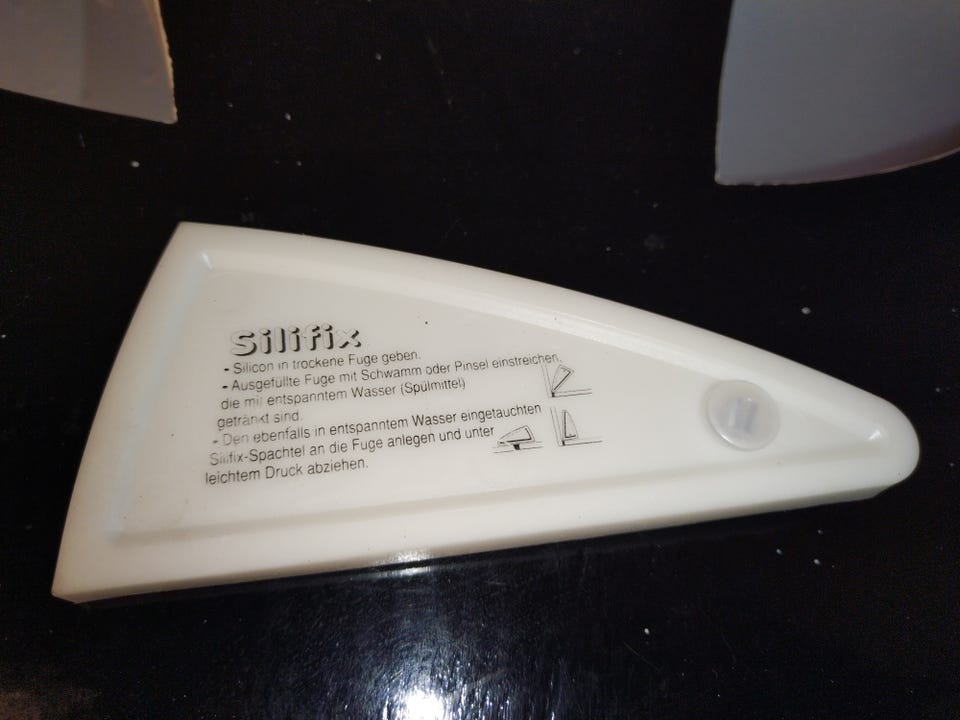 Silifix
- Silicon in trockene Fuge geben.
- Ausgefüllte Fuge mit Schwamm oder Pinsel einstreichen,
die mit entspanntem Wasser (Spülmittel)
getränkt sind.
- Den ebenfalls in entspanntem Wasser eingetauchten
Silifix-Spachtel an die Fuge anlegen und unter
leichtem Druck abziehen.